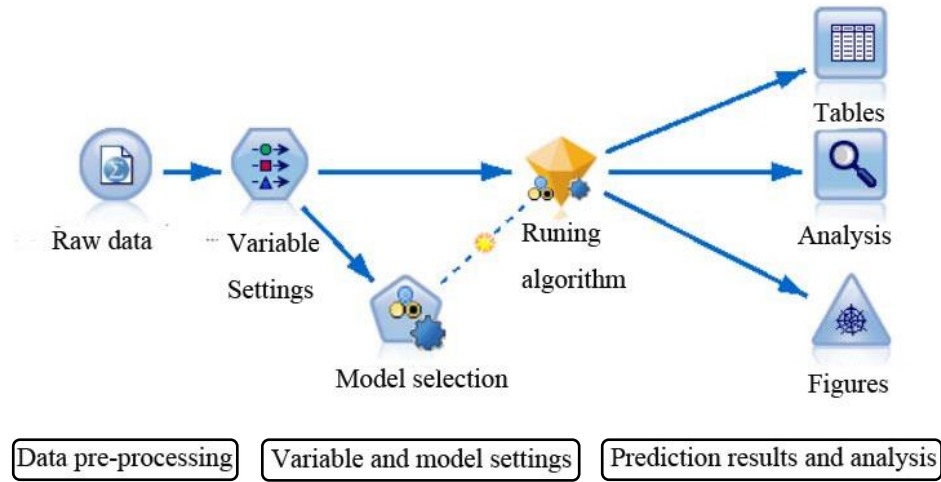 Raw data
Variable
Settings
Model selection
Runing
algorithm
Tables
Analysis
Figures
Data pre-processing
Variable and model settings
Prediction results and analysis